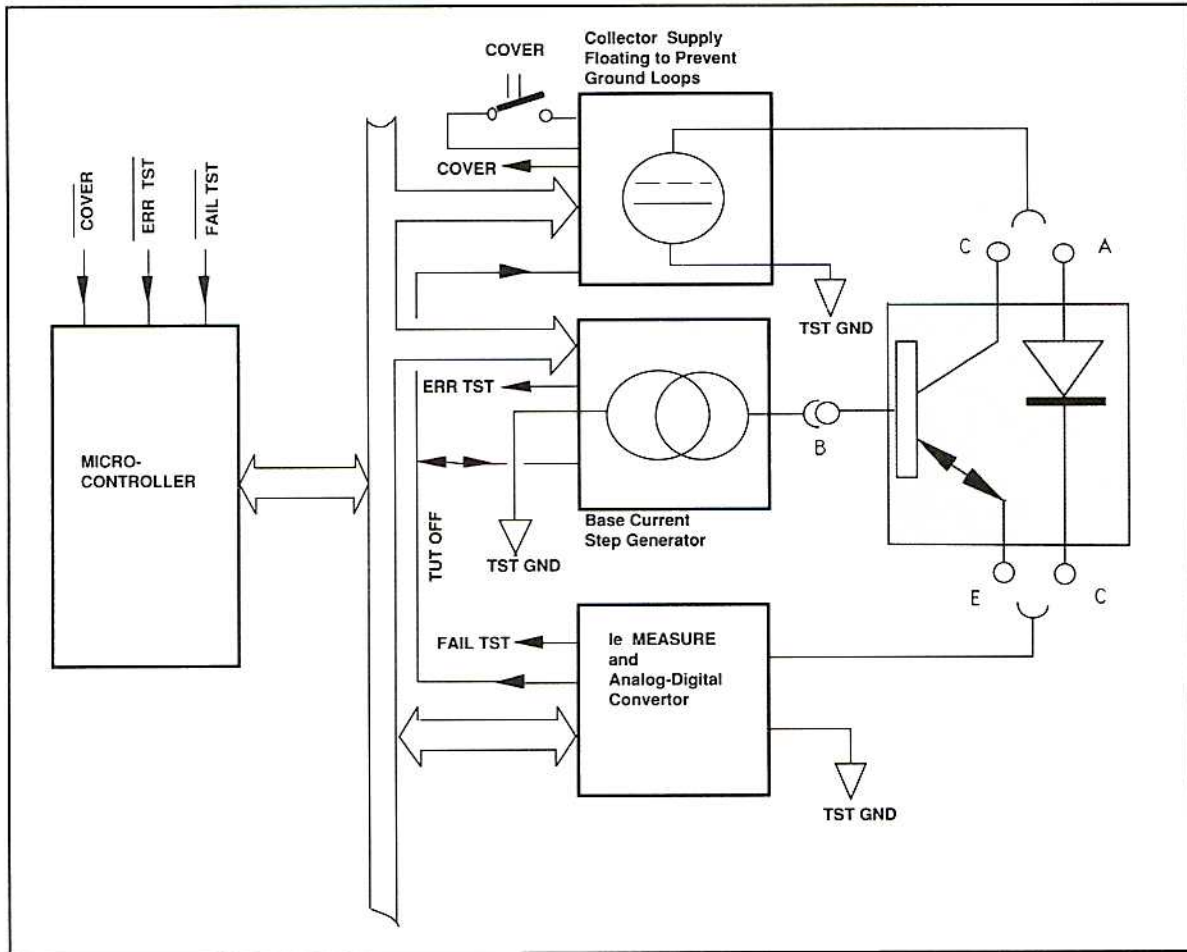 COVER
Collector Supply
Floating to Prevent
Ground Loops
COVER
COVER
ERR TST
FAIL TST
C
A
TST GND
ERR TST
MICRO-
CONTROLLER
B
TUT OFF
TST GND
Base Current
Step Generator
E
C
FAIL TST
Ie MEASURE
and
Analog-Digital
Convertor
TST GND